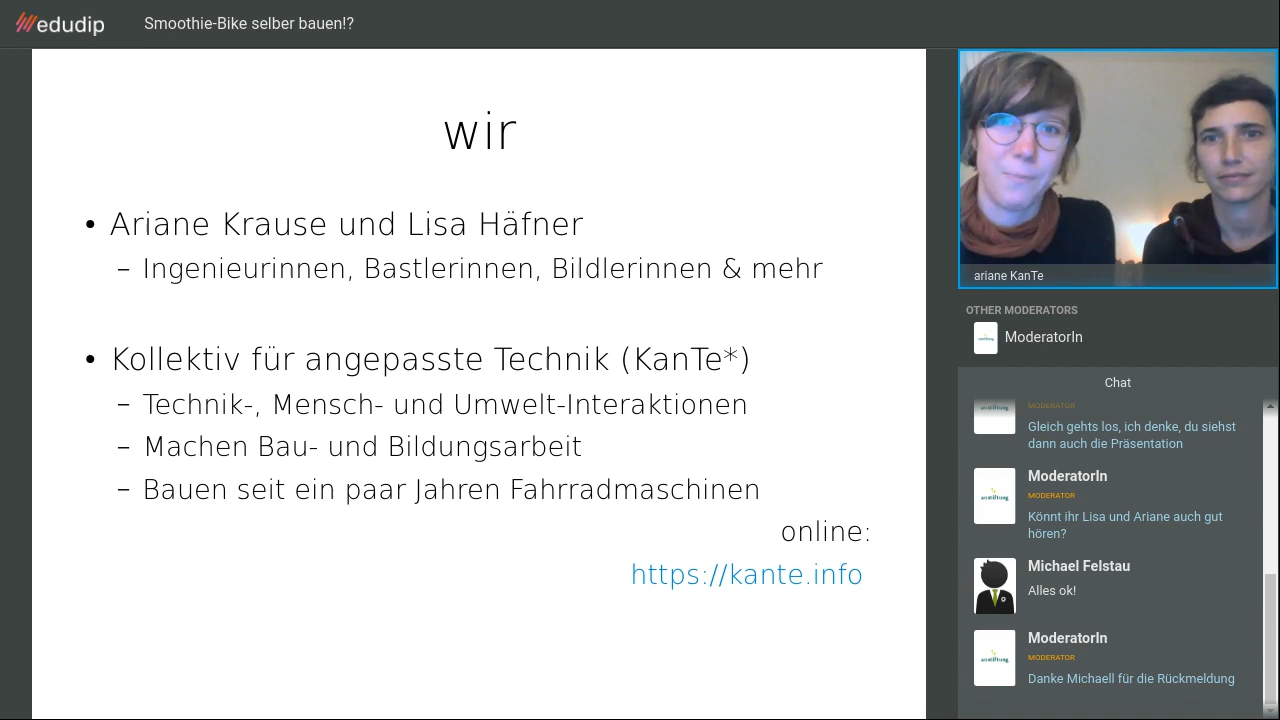 edudip
Smoothie-Bike selber bauen!?
wir
• Ariane Krause und Lisa Häfner
– Ingenieurinnen, Bastlerinnen, Bildlerinnen & mehr
• Kollektiv für angepasste Technik (KanTe*)
– Technik-, Mensch- und Umwelt-Interaktionen
– Machen Bau- und Bildungsarbeit
– Bauen seit ein paar Jahren Fahrradmaschinen
online:
https://kante.info
ariane KanTe
OTHER MODERATORS
ModeratorIn
Chat
MODERATOR
Gleich gehts los, ich denke, du siehst
dann auch die Präsentation
ModeratorIn
MODERATOR
Könnt ihr Lisa und Ariane auch gut
hören?
Michael Felstau
Alles ok!
ModeratorIn
MODERATOR
Danke Michaell für die Rückmeldung